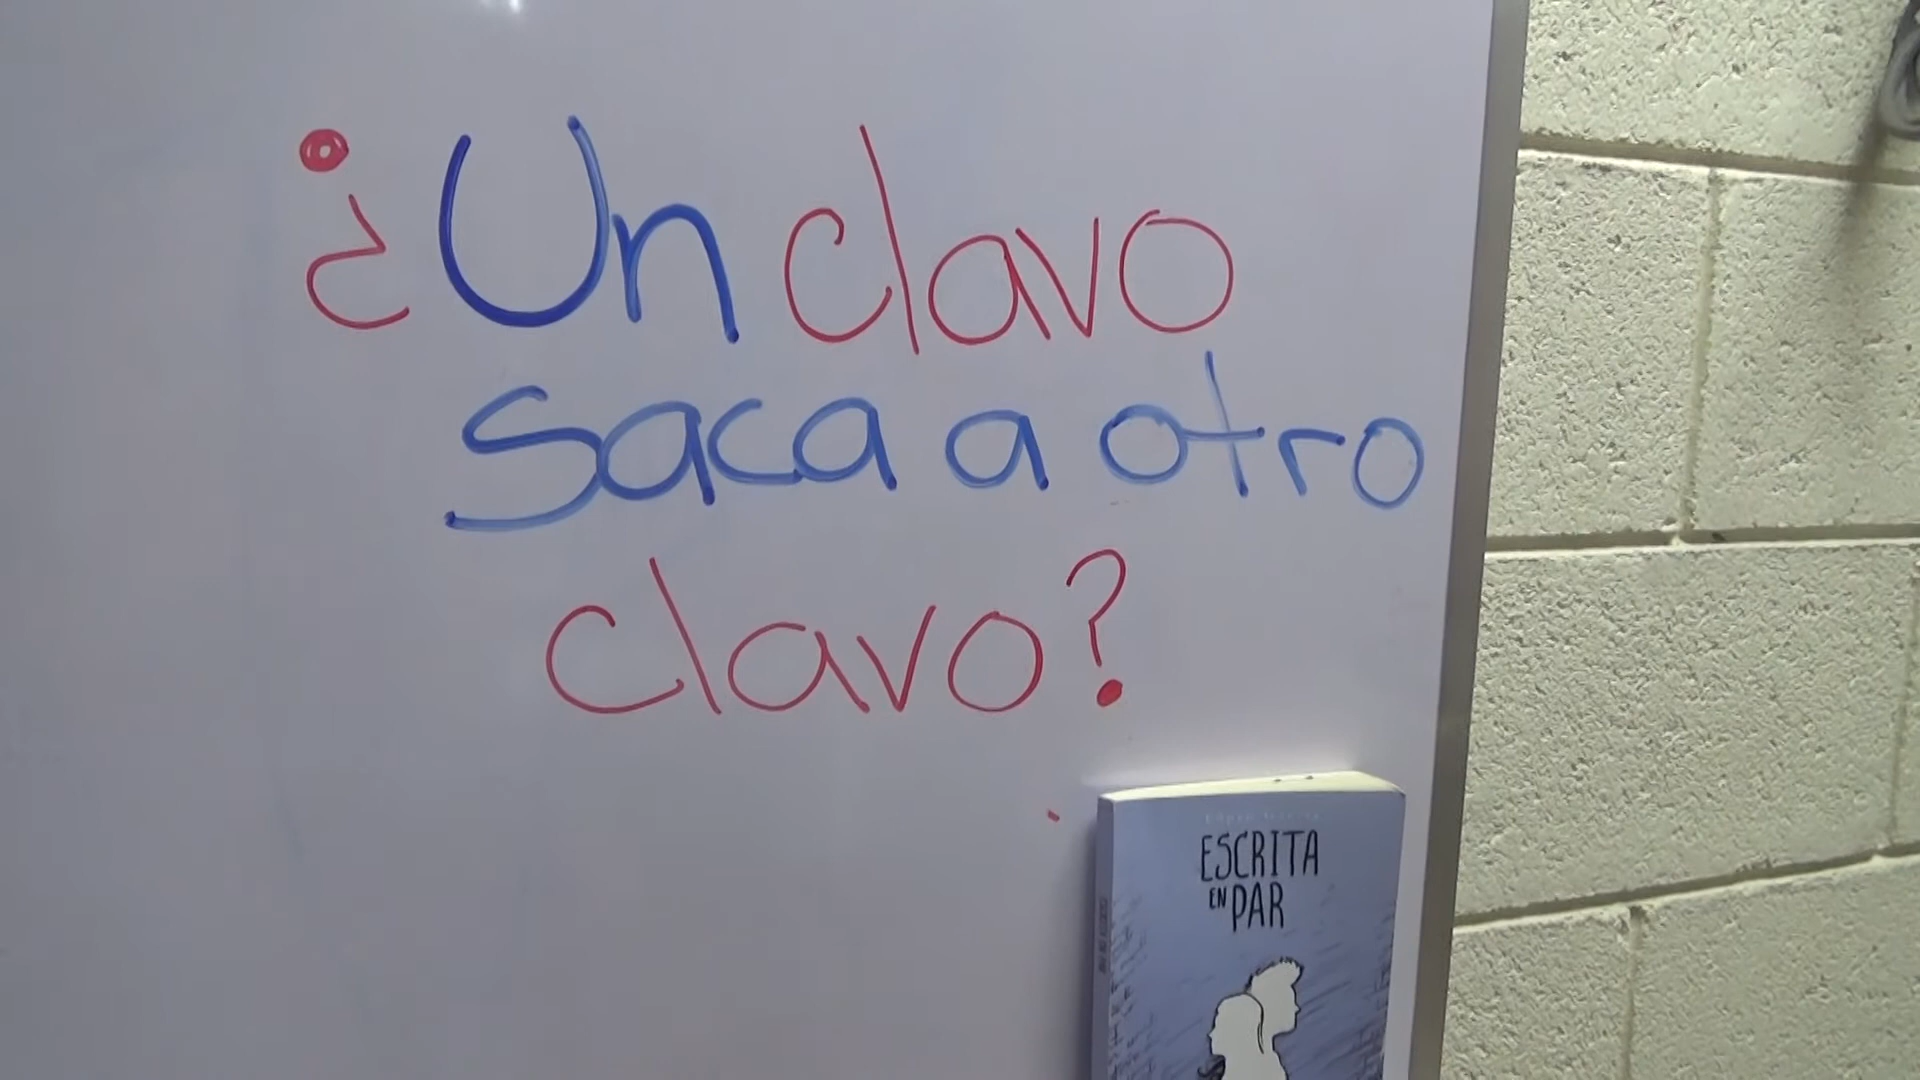 ¿Un clavo
saca a otro
clavo?
ESCRITA
EN PAR